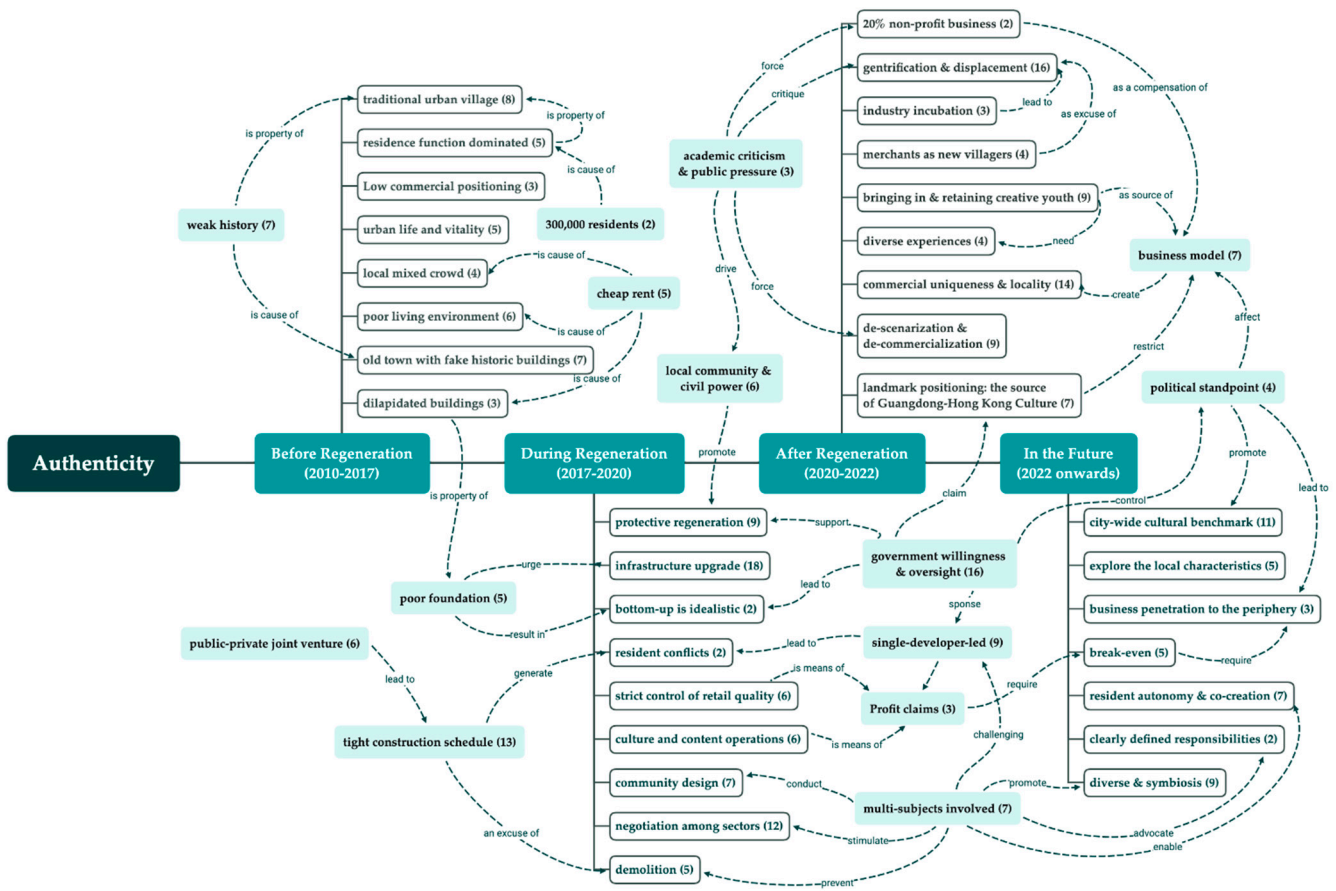 Authenticity
Before Regeneration
(2010-2017)
traditional urban village (8)
residence function dominated (5)
Low commercial positioning (3)
urban life and vitality (5)
local mixed crowd (4)
poor living environment (6)
old town with fake historic buildings (7)
dilapidated buildings (3)
weak history (7)
is property of
is cause of
is property of
is cause of
300,000 residents (2)
is cause of
cheap rent (5)
is cause of
is cause of
is property of
poor foundation (5)
urge
result in
public-private joint venture (6)
lead to
tight construction schedule (13)
generate
an excuse of
During Regeneration
(2017-2020)
protective regeneration (9)
infrastructure upgrade (18)
bottom-up is idealistic (2)
resident conflicts (2)
strict control of retail quality (6)
culture and content operations (6)
community design (7)
negotiation among sectors (12)
demolition (5)
academic criticism
& public pressure (3)
force
critique
drive
force
local community &
civil power (6)
promote
After Regeneration
(2020-2022)
20% non-profit business (2)
gentrification & displacement (16)
industry incubation (3)
merchants as new villagers (4)
bringing in & retaining creative youth (9)
diverse experiences (4)
commercial uniqueness & locality (14)
de-scenarization &
de-commercialization (9)
landmark positioning: the source
of Guangdong-Hong Kong Culture (7)
lead to
as excuse of
as a compensation of
as source of
need
business model (7)
create
restrict
affect
political standpoint (4)
promote
lead to
control
claim
support
government willingness
& oversight (16)
lead to
sponse
single-developer-led (9)
lead to
is means of
Profit claims (3)
is means of
require
challenging
multi-subjects involved (7)
conduct
stimulate
prevent
promote
advocate
enable
In the Future
(2022 onwards)
city-wide cultural benchmark (11)
explore the local characteristics (5)
business penetration to the periphery (3)
break-even (5)
require
resident autonomy & co-creation (7)
clearly defined responsibilities (2)
diverse & symbiosis (9)